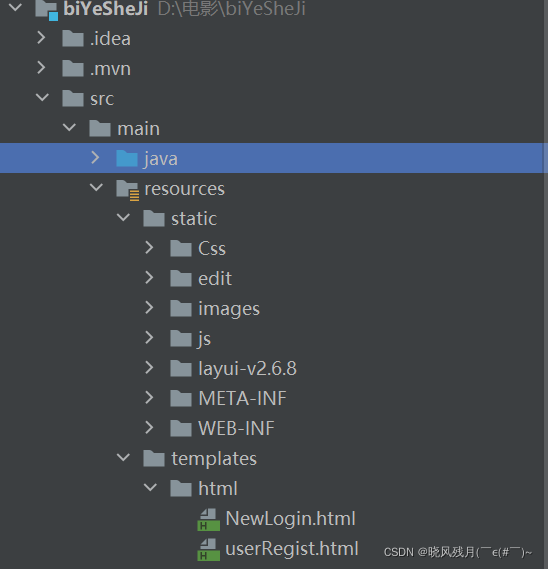 biYeSheJi D:\电影\biYeSheJi
.idea
.mvn
src
main
java
resources
static
Css
edit
images
js
layui-v2.6.8
META-INF
WEB-INF
templates
html
NewLogin.html
userRegist.html
CSDN @晓风残月(￣ϵ(#￣)~